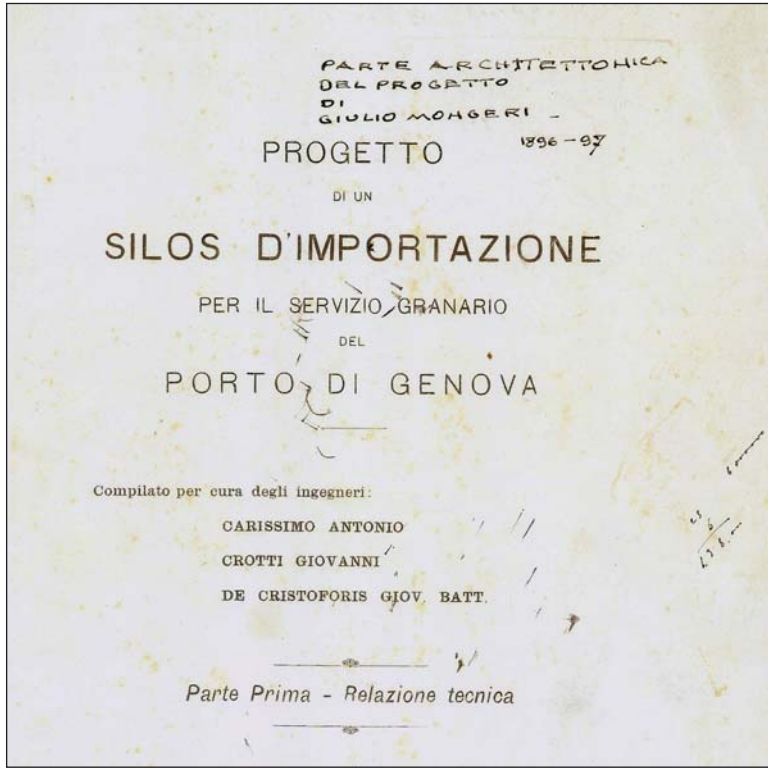 PARTE ARCHITETTONICA
DEL PROGETTO
DI
GIULIO MONGERI -
1896-97
PROGETTO
DI UN
SILOS D'IMPORTAZIONE
PER IL SERVIZIO GRANARIO
DEL
PORTO DI GENOVA
Compilato per cura degli ingegneri:
CARISSIMO ANTONIO
CROTTI GIOVANNI
DE CRISTOFORIS GIOV. BATT.
Parte Prima - Relazione tecnica